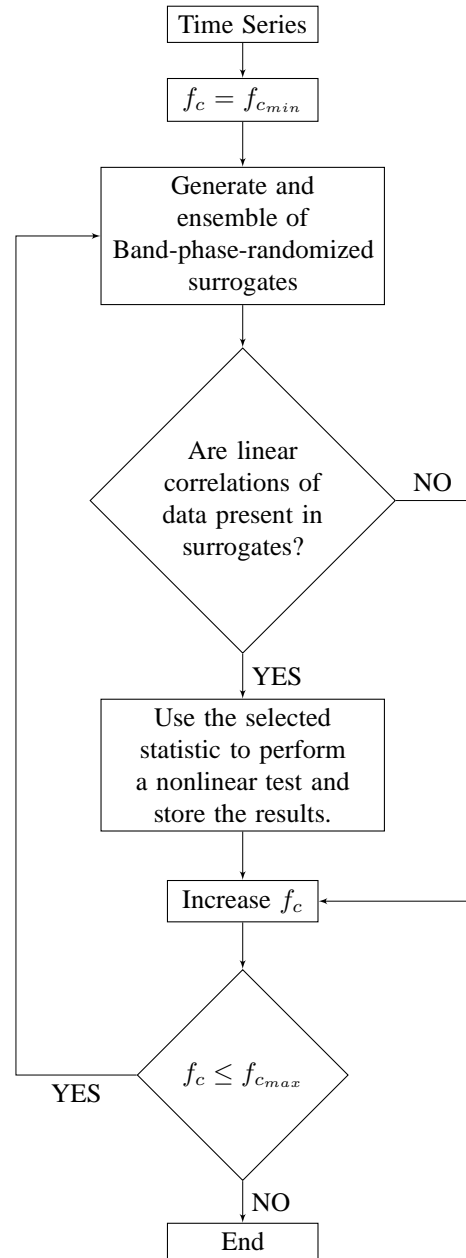 Time Series
f_c = f_{c_{min}}
Generate and
ensemble of
Band-phase-randomized
surrogates
Are linear
correlations of
data present in
surrogates?
NO
YES
Use the selected
statistic to perform
a nonlinear test and
store the results.
Increase f_c
f_c ≤ f_{c_{max}}
YES
NO
End